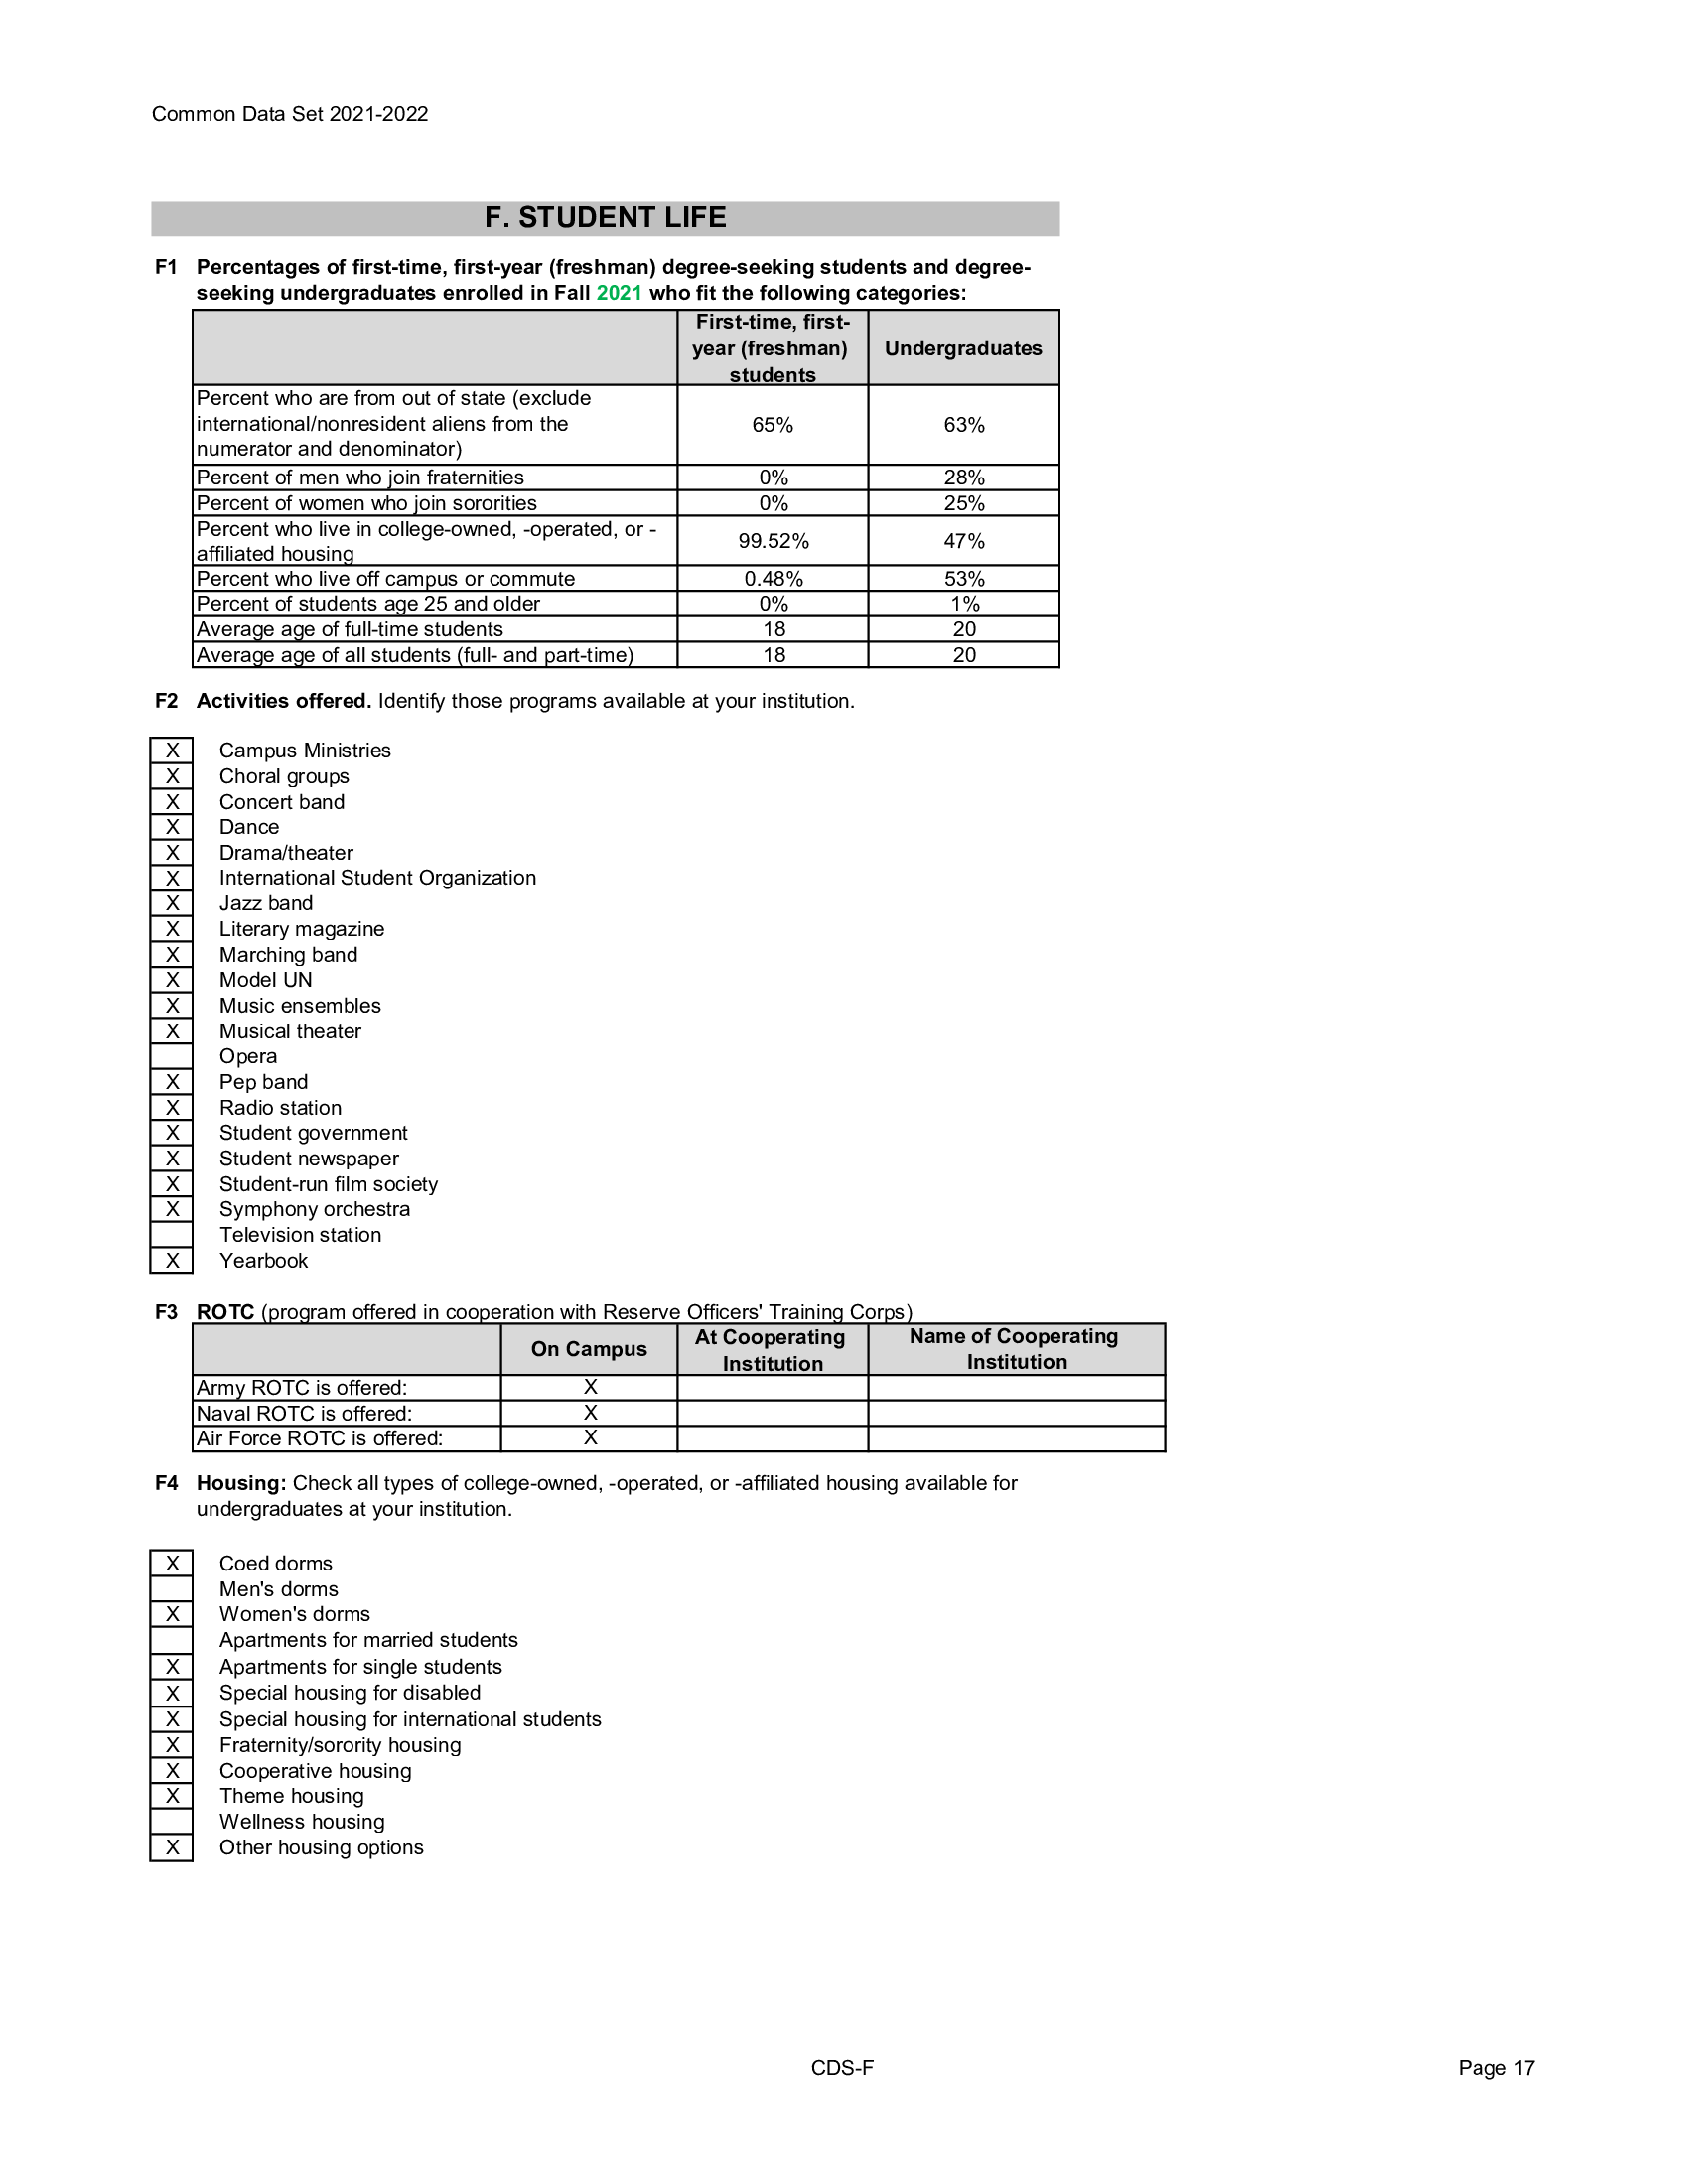 Common Data Set 2021-2022
F. STUDENT LIFE
F1 Percentages of first-time, first-year (freshman) degree-seeking students and degree-
seeking undergraduates enrolled in Fall 2021 who fit the following categories:
First-time, first-
year (freshman)
students
Undergraduates
Percent who are from out of state (exclude
international/nonresident aliens from the
numerator and denominator)
65% 63%
Percent of men who join fraternities 0% 28%
Percent of women who join sororities 0% 25%
Percent who live in college-owned, -operated, or -
affiliated housing
99.52% 47%
Percent who live off campus or commute 0.48% 53%
Percent of students age 25 and older 0% 1%
Average age of full-time students 18 20
Average age of all students (full- and part-time) 18 20
F2 Activities offered. Identify those programs available at your institution.
X Campus Ministries
X Choral groups
X Concert band
X Dance
X Drama/theater
X International Student Organization
X Jazz band
X Literary magazine
X Marching band
X Model UN
X Music ensembles
X Musical theater
Opera
X Pep band
X Radio station
X Student government
X Student newspaper
X Student-run film society
X Symphony orchestra
Television station
X Yearbook
F3 ROTC (program offered in cooperation with Reserve Officers' Training Corps)
On Campus
At Cooperating
Institution
Name of Cooperating
Institution
Army ROTC is offered: X
Naval ROTC is offered: X
Air Force ROTC is offered: X
F4 Housing: Check all types of college-owned, -operated, or -affiliated housing available for
undergraduates at your institution.
X Coed dorms
Men's dorms
X Women's dorms
Apartments for married students
X Apartments for single students
X Special housing for disabled
X Special housing for international students
X Fraternity/sorority housing
X Cooperative housing
X Theme housing
Wellness housing
X Other housing options
CDS-F Page 17